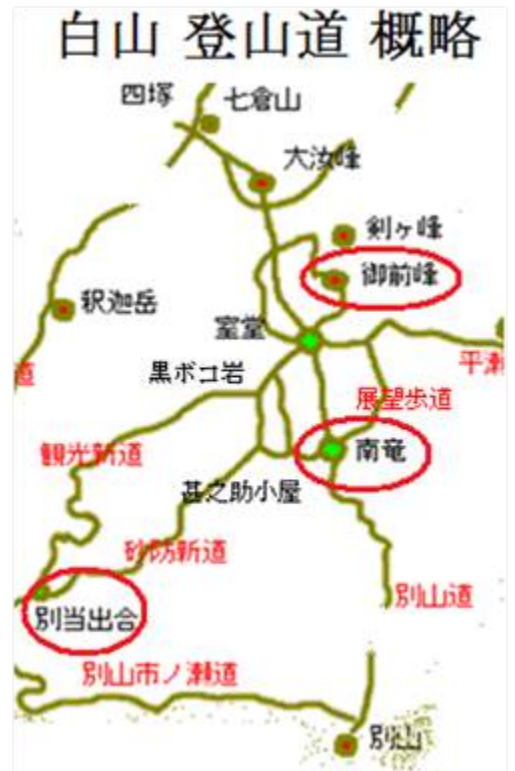 白山 登山道 概略
四塚
七倉山
大汝峰
剣ヶ峰
御前峰
釈迦岳
室堂
平瀬
道
黒ボコ岩
展望歩道
観光新道
南竜
甚之助小屋
砂防新道
別当出合
別山道
別山市ノ瀬道
別山